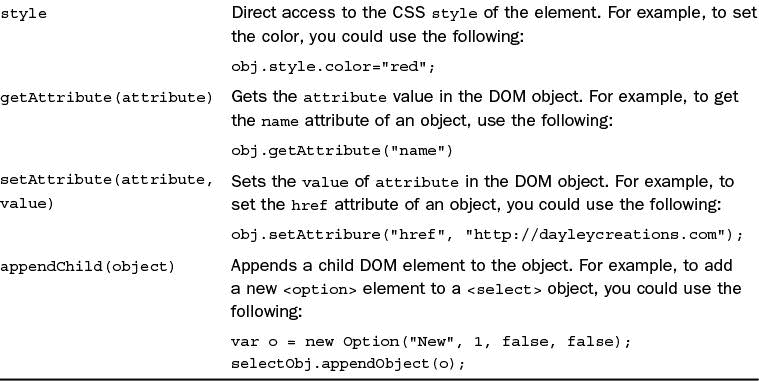 style
Direct access to the CSS style of the element. For example, to set
the color, you could use the following:
obj.style.color="red";
getAttribute(attribute)
Gets the attribute value in the DOM object. For example, to get
the name attribute of an object, use the following:
obj.getAttribute("name")
setAttribute(attribute,
value)
Sets the value of attribute in the DOM object. For example, to
set the href attribute of an object, you could use the following:
obj.setAttribure("href", "http://dayleycreations.com");
appendChild(object)
Appends a child DOM element to the object. For example, to add
a new <option> element to a <select> object, you could use the
following:
var o = new Option("New", 1, false, false);
selectObj.appendObject(o);